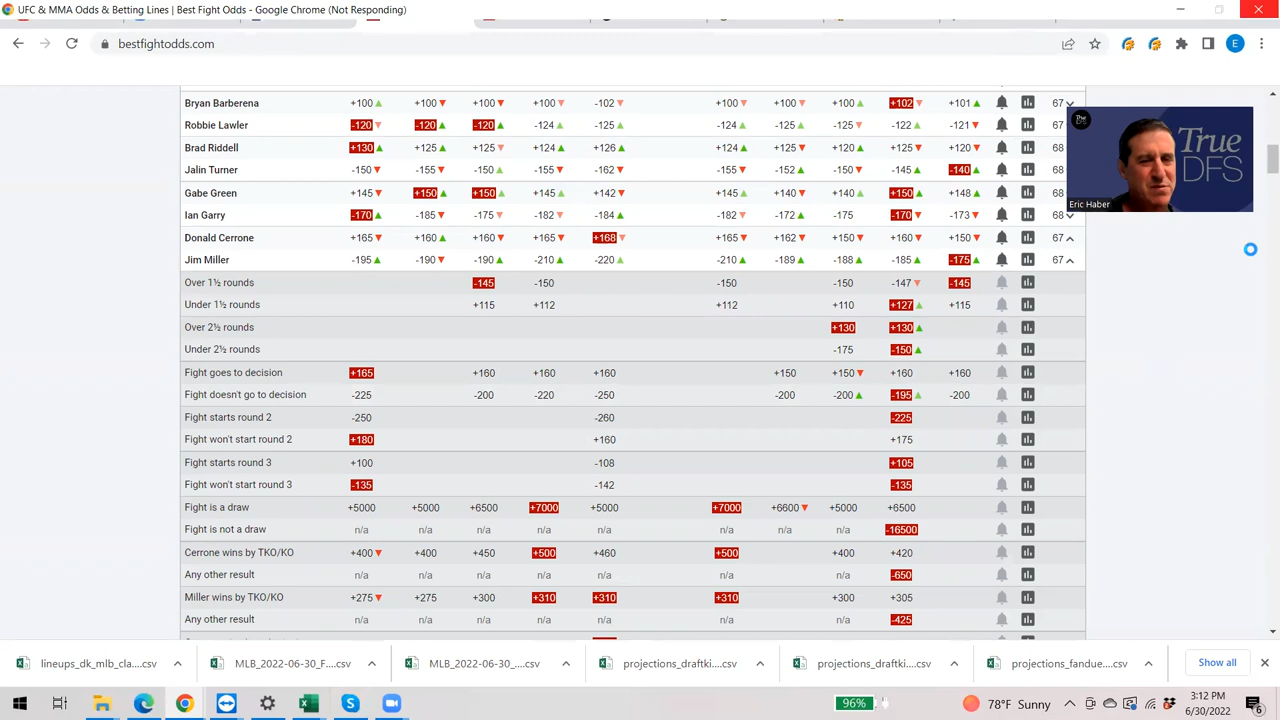 UFC & MMA Odds & Betting Lines | Best Fight Odds - Google Chrome (Not Responding)
bestfightodds.com
E
Bryan Barberena +100 +100 +100 +100 -102 +100 +100 +100 +102 +101 67
Robbie Lawler -120 -120 -120 -124 -125 -124 -125 -125 -122 -121 67
Brad Riddell +130 +125 +125 +124 +126 +124 +125 +120 +125 +120 68
Jalin Turner -150 -155 -150 -155 -162 -155 -152 -150 -145 -140 68
Gabe Green +145 +150 +150 +145 +142 +145 +140 +140 +150 +148 68
Ian Garry -170 -185 -175 -182 -184 -182 -172 -175 -170 -173 68
Donald Cerrone +165 +160 +160 +165 +168 +165 +162 +150 +160 +150 67
Jim Miller -195 -190 -190 -210 -220 -210 -189 -188 -185 -175 67
Over 1½ rounds -145 -150 -150 -150 -147 -145
Under 1½ rounds +115 +112 +112 +110 +127 +115
Over 2½ rounds +130 +130
Under 2½ rounds -175 -150
Fight goes to decision +165 +160 +160 +160 +150 +150 +160 +160
Fight doesn't go to decision -225 -200 -220 -250 -200 -200 -195 -200
Fight starts round 2 -250 -260 -225
Fight won't start round 2 +180 +160 +175
Fight starts round 3 +100 -108 +105
Fight won't start round 3 -135 -142 -135
Fight is a draw +5000 +5000 +6500 +7000 +5000 +7000 +6600 +5000 +6500
Fight is not a draw n/a n/a n/a n/a n/a n/a n/a n/a -16500
Cerrone wins by TKO/KO +400 +400 +450 +500 +460 +500 +400 +420
Any other result n/a n/a n/a n/a n/a n/a n/a -650
Miller wins by TKO/KO +275 +275 +300 +310 +310 +310 +300 +305
Any other result n/a n/a n/a n/a n/a n/a n/a -425
The DFS
True DFS
Eric Haber
lineups_dk_mlb_cla....csv
MLB_2022-06-30_F....csv
MLB_2022-06-30_....csv
projections_draftki....csv
projections_draftki....csv
projections_fandue....csv
Show all
96%
78°F Sunny
3:12 PM
6/30/2022
6